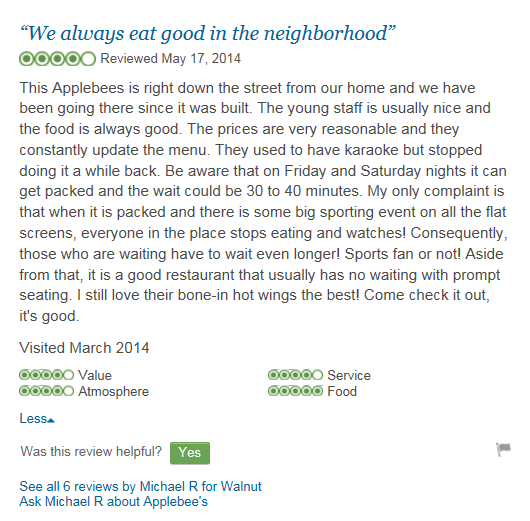 “We always eat good in the neighborhood”
Reviewed May 17, 2014
This Applebees is right down the street from our home and we have
been going there since it was built. The young staff is usually nice and
the food is always good. The prices are very reasonable and they
constantly update the menu. They used to have karaoke but stopped
doing it a while back. Be aware that on Friday and Saturday nights it can
get packed and the wait could be 30 to 40 minutes. My only complaint is
that when it is packed and there is some big sporting event on all the flat
screens, everyone in the place stops eating and watches! Consequently,
those who are waiting have to wait even longer! Sports fan or not! Aside
from that, it is a good restaurant that usually has no waiting with prompt
seating. I still love their bone-in hot wings the best! Come check it out,
it's good.
Visited March 2014
Value Service
Atmosphere Food
Less
Was this review helpful? Yes
See all 6 reviews by Michael R for Walnut
Ask Michael R about Applebee's